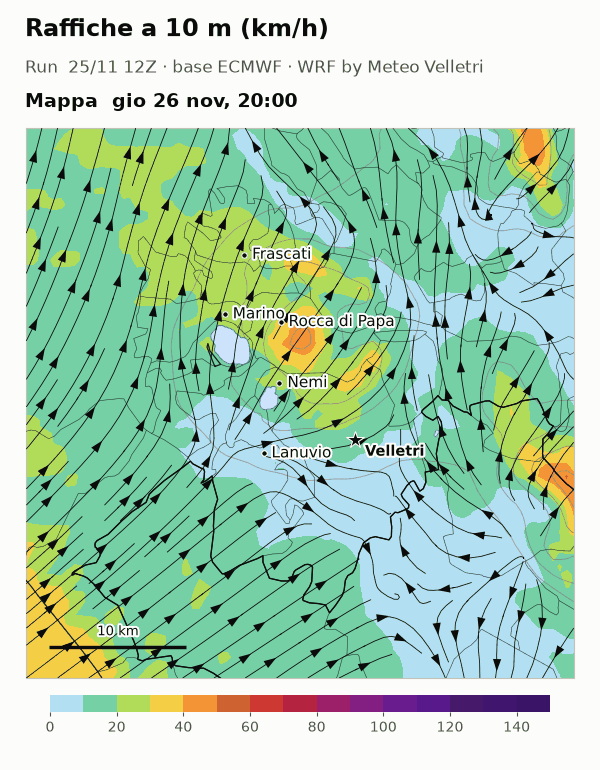 Raffiche a 10 m (km/h)
Run  25/11 12Z · base ECMWF · WRF by Meteo Velletri
Mappa  gio 26 nov, 20:00
Frascati
Marino
Rocca di Papa
Nemi
Velletri
Lanuvio
10 km
0 20 40 60 80 100 120 140